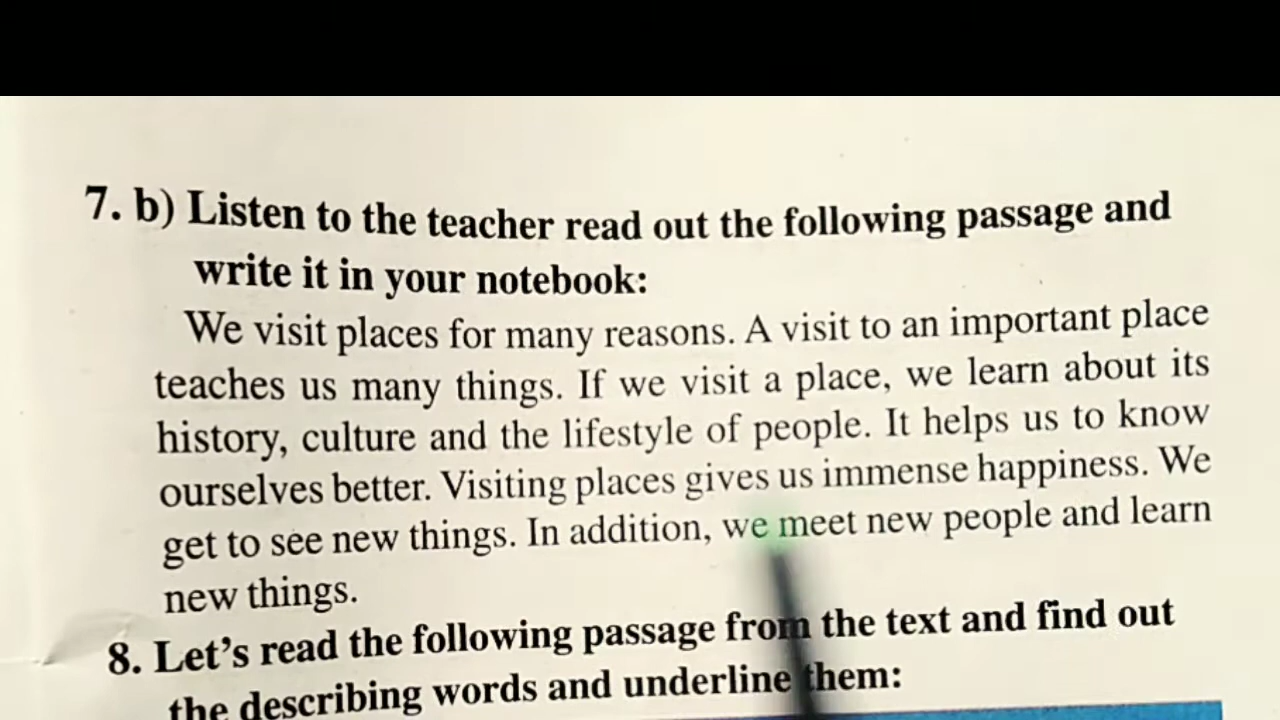 7. b) Listen to the teacher read out the following passage and
write it in your notebook:
We visit places for many reasons. A visit to an important place
teaches us many things. If we visit a place, we learn about its
history, culture and the lifestyle of people. It helps us to know
ourselves better. Visiting places gives us immense happiness. We
get to see new things. In addition, we meet new people and learn
new things.
8. Let's read the following passage from the text and find out
the describing words and underline them: